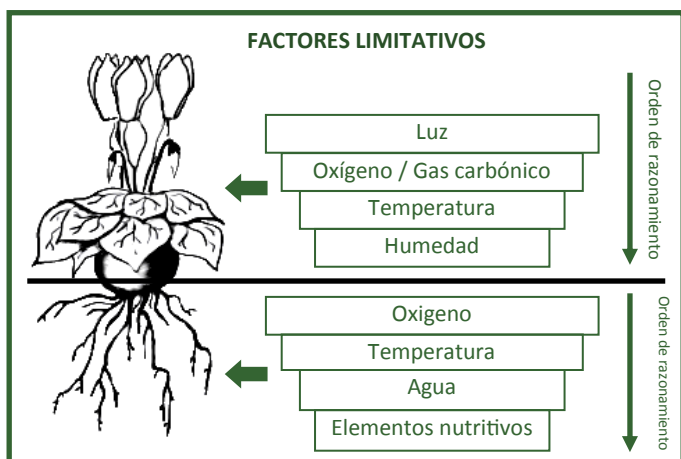 FACTORES LIMITATIVOS
Luz
Oxígeno / Gas carbónico
Temperatura
Humedad
Orden de razonamiento
Oxigeno
Temperatura
Agua
Elementos nutritivos
Orden de razonamiento